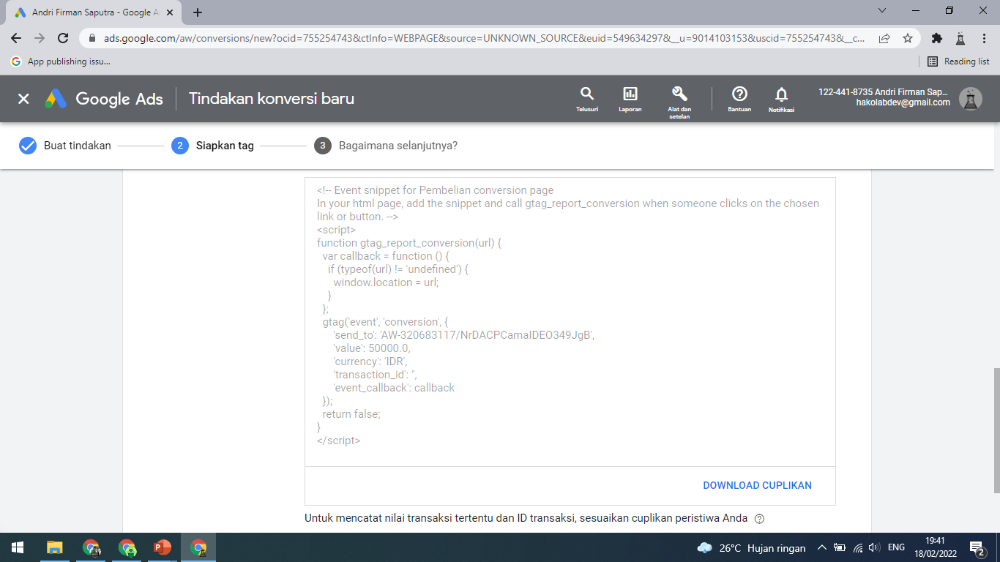 Andri Firman Saputra - Google A
ads.google.com/aw/conversions/new?ocid=755254743&ctInfo=WEBPAGE&source=UNKNOWN_SOURCE&euid=549634297&__u=9014103153&uscid=755254743&__c...
App publishing issu...
Reading list
Google Ads
Tindakan konversi baru
Telusuri
Laporan
Alat dan setelan
Bantuan
Notifikasi
122-441-8735 Andri Firman Sap...
hakolabdev@gmail.com
Buat tindakan
2 Siapkan tag
3 Bagaimana selanjutnya?
<!-- Event snippet for Pembelian conversion page
In your html page, add the snippet and call gtag_report_conversion when someone clicks on the chosen
link or button. -->
<script>
function gtag_report_conversion(url) {
var callback = function () {
if (typeof(url) != 'undefined') {
window.location = url;
}
};
gtag('event', 'conversion', {
'send_to': 'AW-320683117/NrDACPCamaIDEO349JgB',
'value': 50000.0,
'currency': 'IDR',
'transaction_id': '',
'event_callback': callback
});
return false;
}
</script>
DOWNLOAD CUPLIKAN
Untuk mencatat nilai transaksi tertentu dan ID transaksi, sesuaikan cuplikan peristiwa Anda
26°C Hujan ringan
ENG
19:41
18/02/2022
2